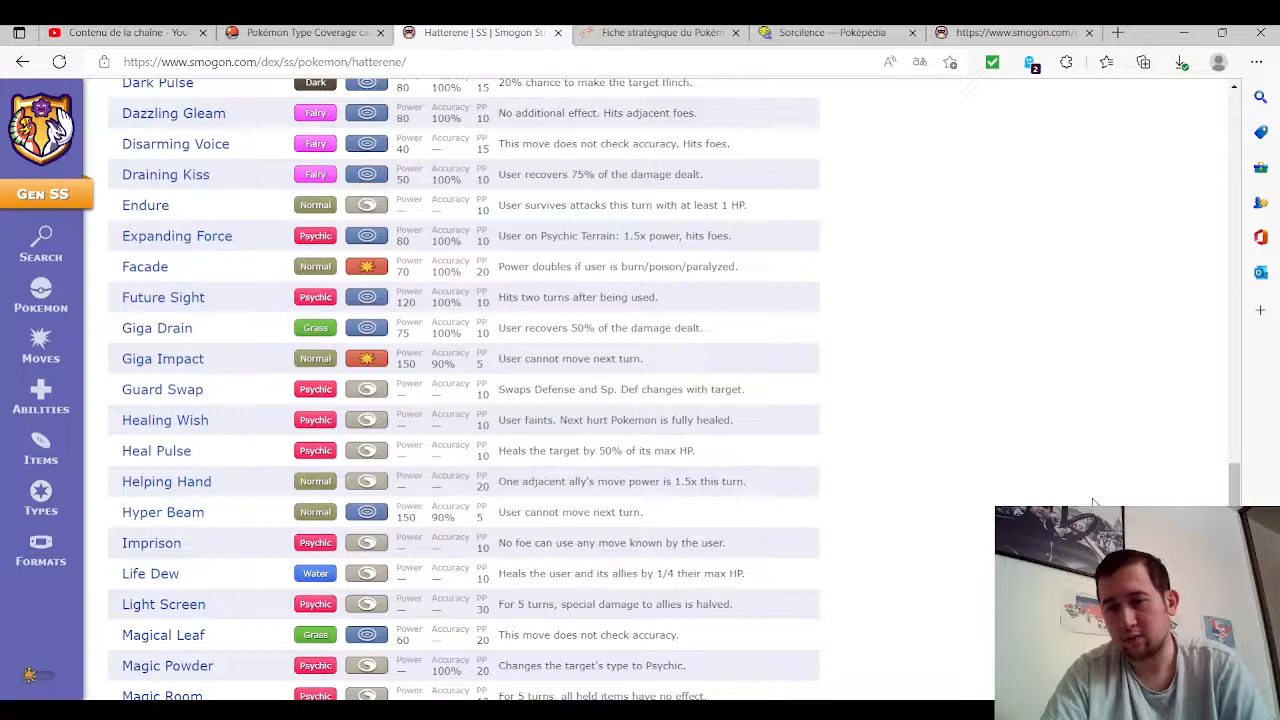 Contenu de la chaîne - You
Pokémon Type Coverage ca
Hatterene | SS | Smogon St
Fiche stratégique du Pokém
Sorcilence — Poképédia
https://www.smogon.com/
https://www.smogon.com/dex/ss/pokemon/hatterene/
2
Gen SS
Search
Pokemon
Moves
Abilities
Items
Types
Formats
Dark Pulse Dark 80 100% 15 20% chance to make the target flinch.
Dazzling Gleam Fairy Power 80 Accuracy 100% PP 10 No additional effect. Hits adjacent foes.
Disarming Voice Fairy Power 40 Accuracy — PP 15 This move does not check accuracy. Hits foes.
Draining Kiss Fairy Power 50 Accuracy 100% PP 10 User recovers 75% of the damage dealt.
Endure Normal Power — Accuracy — PP 10 User survives attacks this turn with at least 1 HP.
Expanding Force Psychic Power 80 Accuracy 100% PP 10 User on Psychic Terrain: 1.5x power, hits foes.
Facade Normal Power 70 Accuracy 100% PP 20 Power doubles if user is burn/poison/paralyzed.
Future Sight Psychic Power 120 Accuracy 100% PP 10 Hits two turns after being used.
Giga Drain Grass Power 75 Accuracy 100% PP 10 User recovers 50% of the damage dealt.
Giga Impact Normal Power 150 Accuracy 90% PP 5 User cannot move next turn.
Guard Swap Psychic Power — Accuracy — PP 10 Swaps Defense and Sp. Def changes with target.
Healing Wish Psychic Power — Accuracy — PP 10 User faints. Next hurt Pokemon is fully healed.
Heal Pulse Psychic Power — Accuracy — PP 10 Heals the target by 50% of its max HP.
Helping Hand Normal Power — Accuracy — PP 20 One adjacent ally's move power is 1.5x this turn.
Hyper Beam Normal Power 150 Accuracy 90% PP 5 User cannot move next turn.
Imprison Psychic Power — Accuracy — PP 10 No foe can use any move known by the user.
Life Dew Water Power — Accuracy — PP 10 Heals the user and its allies by 1/4 their max HP.
Light Screen Psychic Power — Accuracy — PP 30 For 5 turns, special damage to allies is halved.
Magical Leaf Grass Power 60 Accuracy — PP 20 This move does not check accuracy.
Magic Powder Psychic Power — Accuracy 100% PP 20 Changes the target's type to Psychic.
Magic Room Psychic Power Accuracy PP For 5 turns, all held items have no effect.